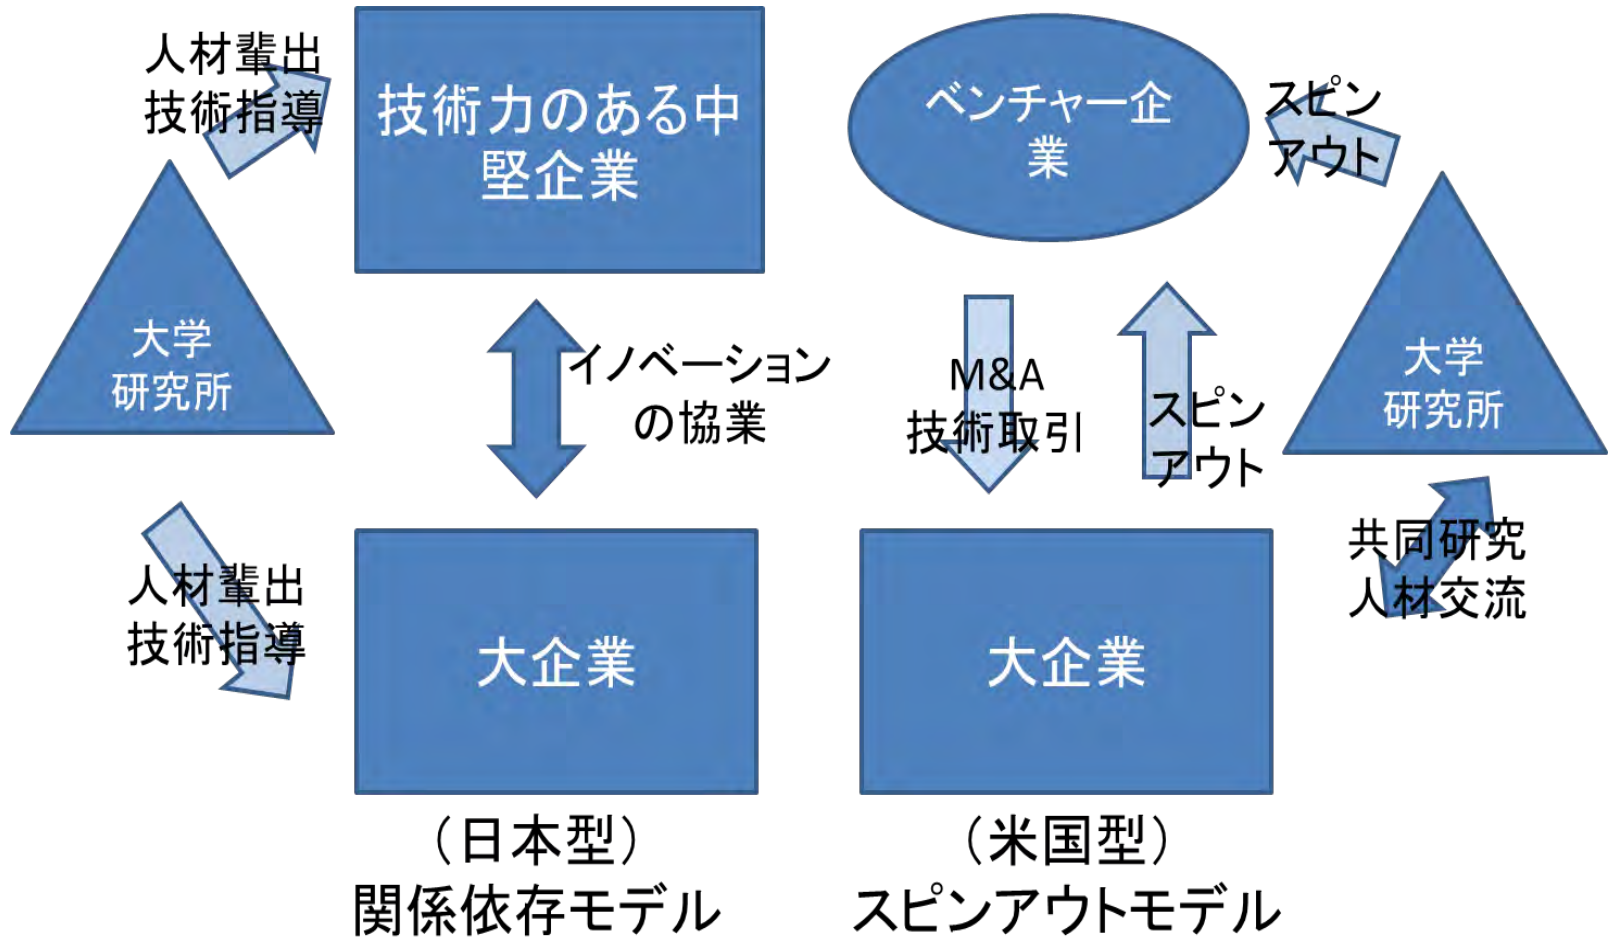 人材輩出
技術指導
技術力のある中
堅企業
大学
研究所
イノベーション
の協業
人材輩出
技術指導
大企業
（日本型）
関係依存モデル
ベンチャー企
業
スピン
アウト
M&A
技術取引
スピン
アウト
大学
研究所
共同研究
人材交流
大企業
（米国型）
スピンアウトモデル